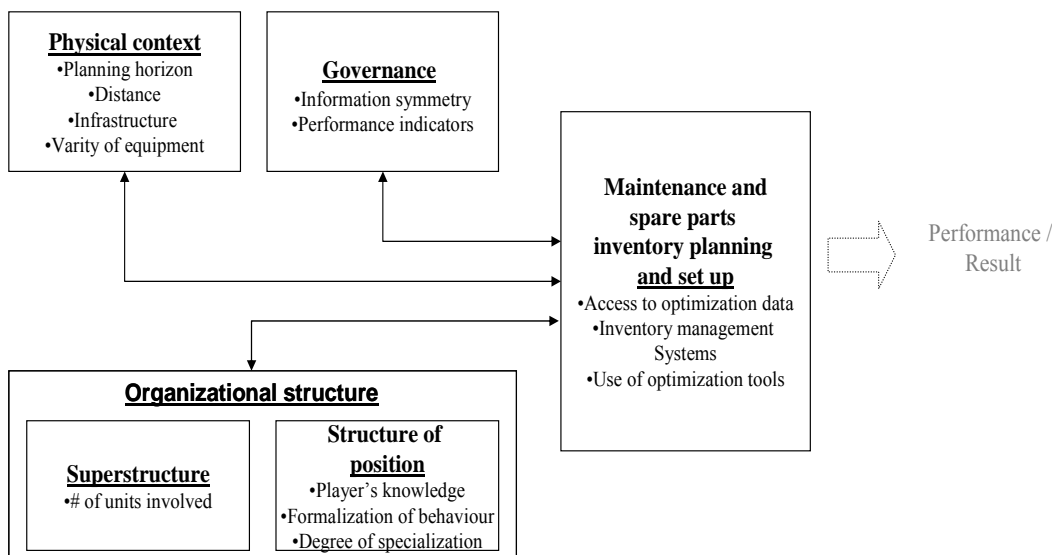 Physical context
•Planning horizon
•Distance
•Infrastructure
•Varity of equipment
Governance
•Information symmetry
•Performance indicators
Maintenance and
spare parts
inventory planning
and set up
•Access to optimization data
•Inventory management
Systems
•Use of optimization tools
Performance /
Result
Organizational structure
Superstructure
•# of units involved
Structure of
position
•Player’s knowledge
•Formalization of behaviour
•Degree of specialization